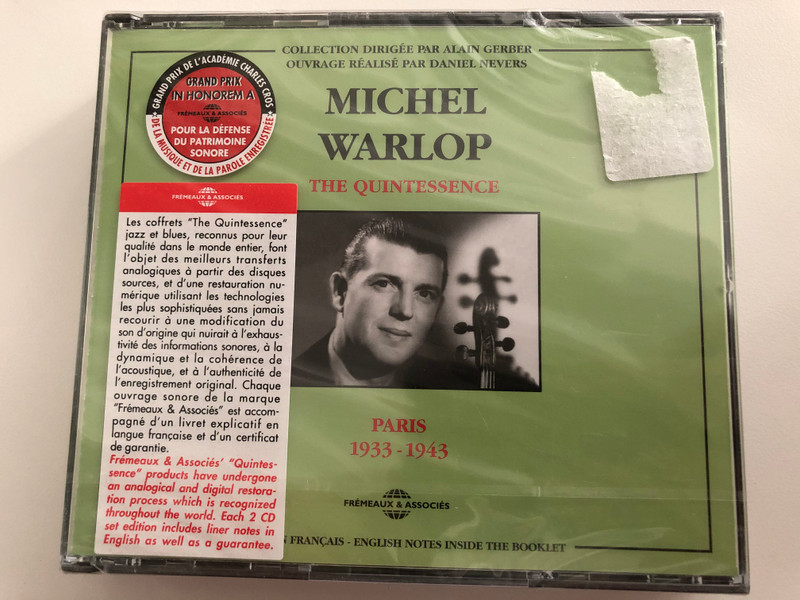 COLLECTION DIRIGÉE PAR ALAIN GERBER
OUVRAGE RÉALISÉ PAR DANIEL NEVERS
GRAND PRIX DE L'ACADÉMIE CHARLES CROS
GRAND PRIX
IN HONOREM A
FRÉMEAUX & ASSOCIÉS
POUR LA DÉFENSE
DU PATRIMOINE
SONORE
DE LA MUSIQUE ET DE LA PAROLE ENREGISTRÉE
MICHEL
WARLOP
THE QUINTESSENCE
FRÉMEAUX & ASSOCIÉS
Les coffrets "The Quintessence"
jazz et blues, reconnus pour leur
qualité dans le monde entier, font
l'objet des meilleurs transferts
analogiques à partir des disques
sources, et d'une restauration nu-
mérique utilisant les technologies
les plus sophistiquées sans jamais
recourir à une modification du
son d'origine qui nuirait à l'exhaus-
tivité des informations sonores, à la
dynamique et la cohérence de
l'acoustique, et à l'authenticité de
l'enregistrement original. Chaque
ouvrage sonore de la marque
"Frémeaux & Associés" est accom-
pagné d'un livret explicatif en
langue française et d'un certificat
de garantie.
Frémeaux & Associés' "Quintes-
sence" products have undergone
an analogical and digital restora-
tion process which is recognized
throughout the world. Each 2 CD
set edition includes liner notes in
English as well as a guarantee.
PARIS
1933 - 1943
FRÉMEAUX & ASSOCIÉS
FRANÇAIS - ENGLISH NOTES INSIDE THE BOOKLET